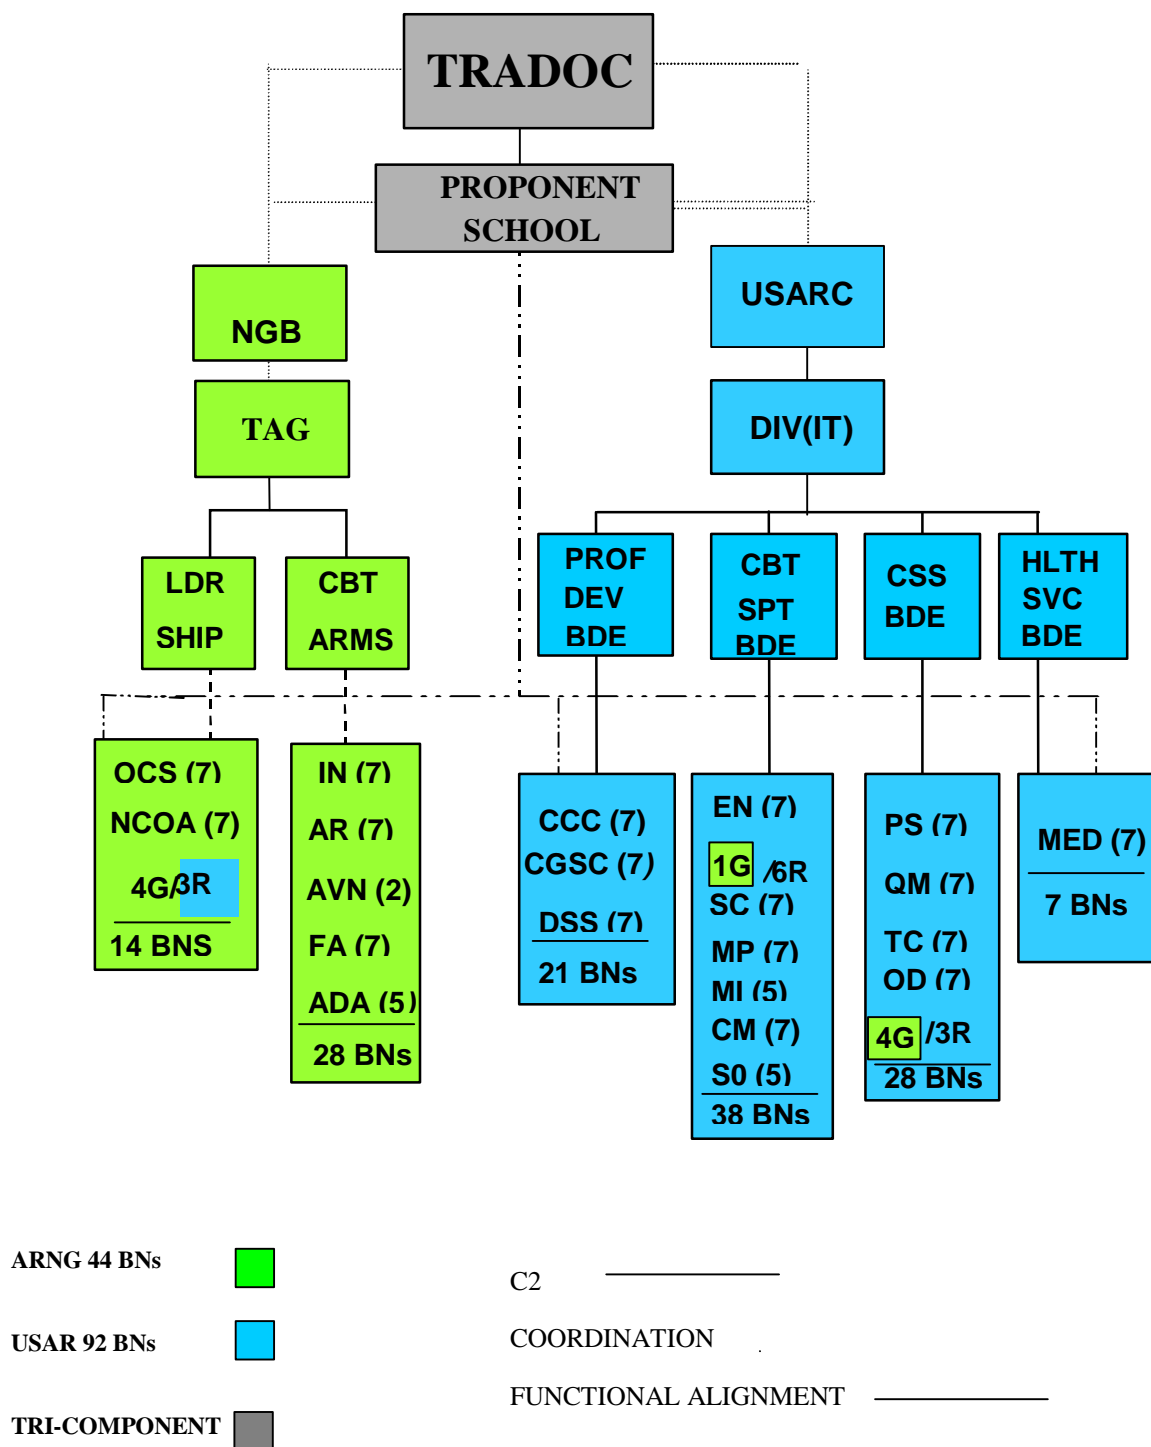 TRADOC
PROPONENT
SCHOOL
NGB
USARC
TAG
DIV(IT)
LDR
SHIP
CBT
ARMS
PROF
DEV
BDE
CBT
SPT
BDE
CSS
BDE
HLTH
SVC
BDE
OCS (7)
NCOA (7)
4G/3R
14 BNS
IN (7)
AR (7)
AVN (2)
FA (7)
ADA (5)
28 BNs
CCC (7)
CGSC (7)
DSS (7)
21 BNs
EN (7)
1G /6R
SC (7)
MP (7)
MI (5)
CM (7)
S0 (5)
38 BNs
PS (7)
QM (7)
TC (7)
OD (7)
4G /3R
28 BNs
MED (7)
7 BNs
ARNG 44 BNs
USAR 92 BNs
TRI-COMPONENT
C2
COORDINATION
FUNCTIONAL ALIGNMENT